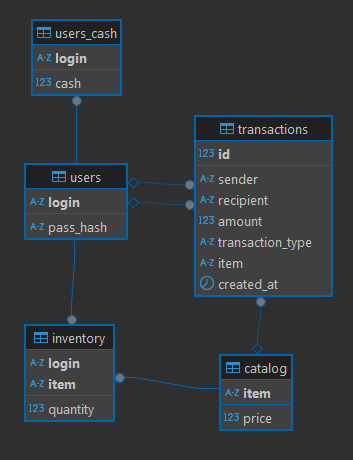 users_cash
A-Z login
123 cash
users
A-Z login
A-Z pass_hash
transactions
123 id
A-Z sender
A-Z recipient
123 amount
A-Z transaction_type
A-Z item
created_at
inventory
A-Z login
A-Z item
123 quantity
catalog
A-Z item
123 price